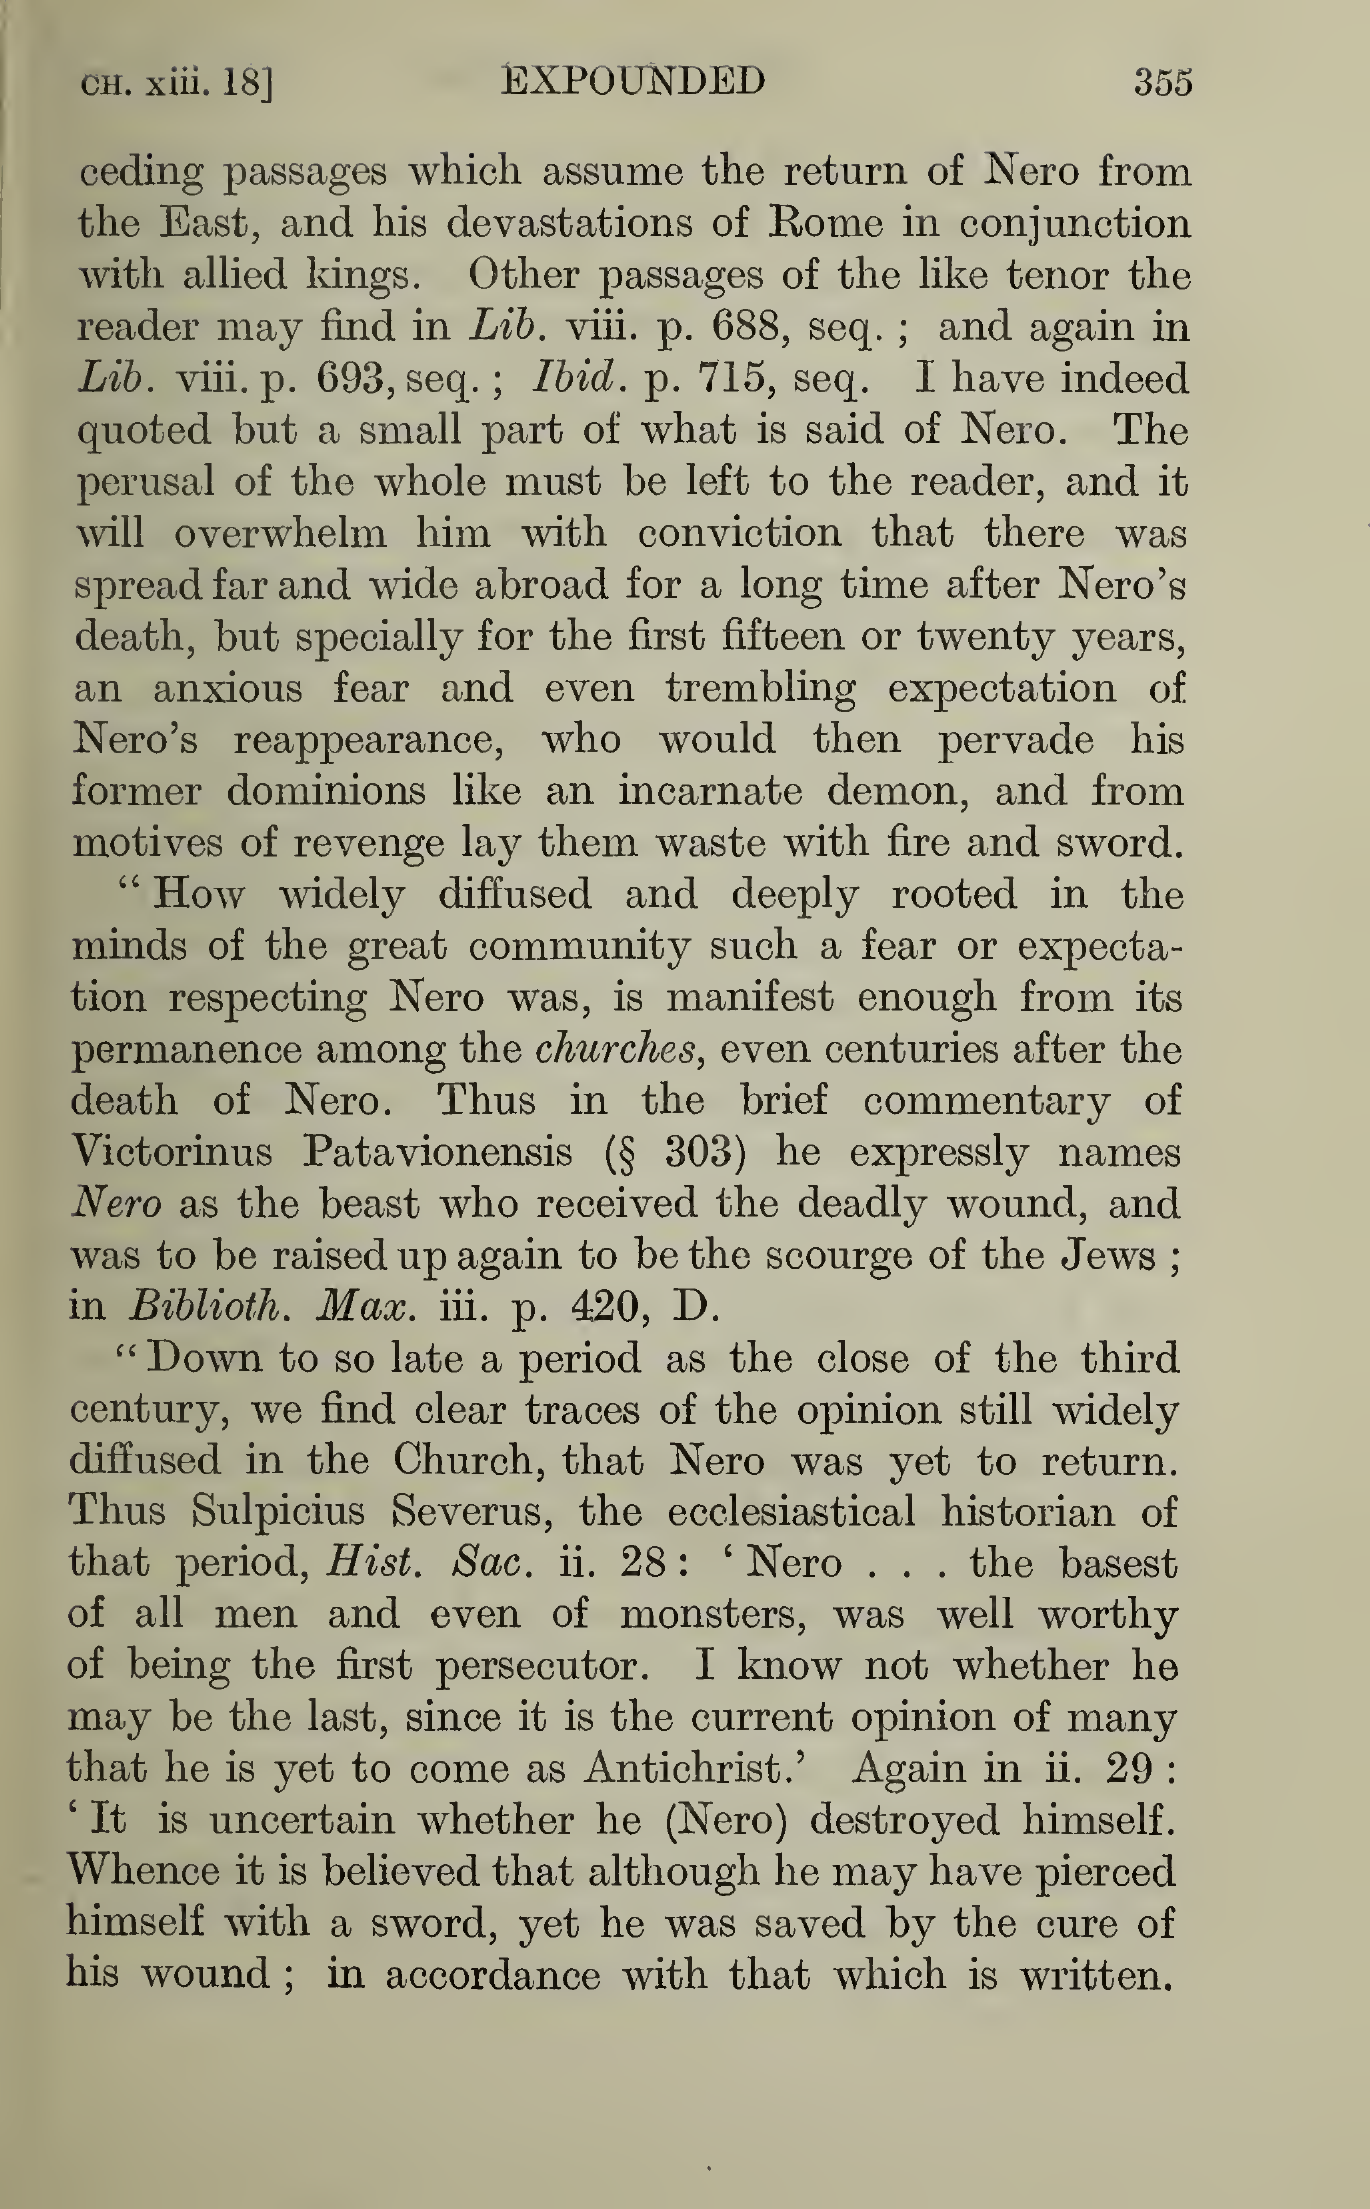 CH. xiii. 18] EXPOUNDED 355
ceding passages which assume the return of Nero from
the East, and his devastations of Rome in conjunction
with allied kings. Other passages of the like tenor the
reader may find in Lib. viii. p. 688, seq. ; and again in
Lib. viii. p. 693, seq. ; Ibid. p. 715, seq. I have indeed
quoted but a small part of what is said of Nero. The
perusal of the whole must be left to the reader, and it
will overwhelm him with conviction that there was
spread far and wide abroad for a long time after Nero's
death, but specially for the first fifteen or twenty years,
an anxious fear and even trembling expectation of
Nero's reappearance, who would then pervade his
former dominions like an incarnate demon, and from
motives of revenge lay them waste with fire and sword.
“ How widely diffused and deeply rooted in the
minds of the great community such a fear or expecta-
tion respecting Nero was, is manifest enough from its
permanence among the churches, even centuries after the
death of Nero. Thus in the brief commentary of
Victorinus Patavionensis (§ 303) he expressly names
Nero as the beast who received the deadly wound, and
was to be raised up again to be the scourge of the Jews ;
in Biblioth. Max. iii. p. 420, D.
“ Down to so late a period as the close of the third
century, we find clear traces of the opinion still widely
diffused in the Church, that Nero was yet to return.
Thus Sulpicius Severus, the ecclesiastical historian of
that period, Hist. Sac. ii. 28 : ‘ Nero . . . the basest
of all men and even of monsters, was well worthy
of being the first persecutor. I know not whether he
may be the last, since it is the current opinion of many
that he is yet to come as Antichrist.’ Again in ii. 29 :
‘ It is uncertain whether he (Nero) destroyed himself.
Whence it is believed that although he may have pierced
himself with a sword, yet he was saved by the cure of
his wound ; in accordance with that which is written.